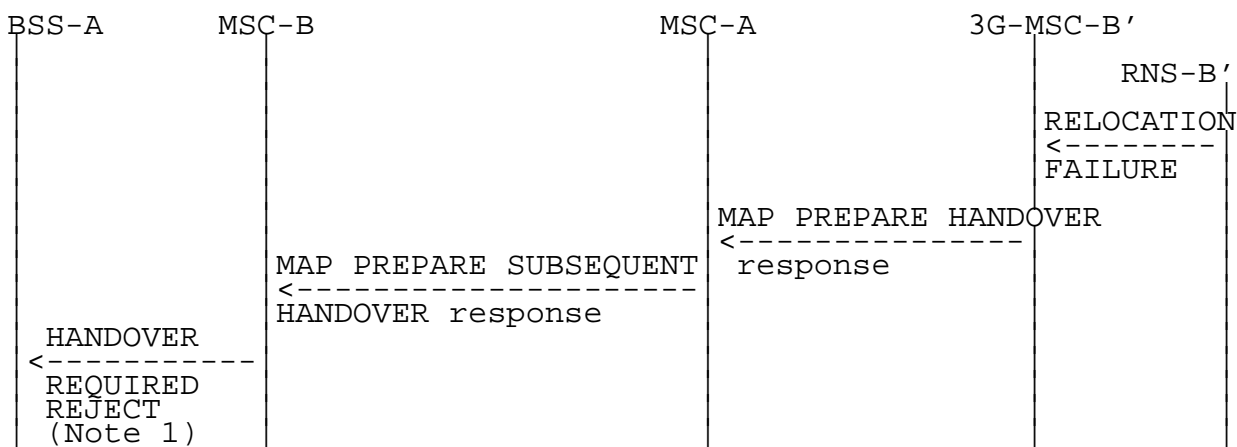 BSS-A MSC-B MSC-A 3G-MSC-B'
RNS-B'
RELOCATION
FAILURE
MAP PREPARE HANDOVER
response
MAP PREPARE SUBSEQUENT
HANDOVER response
HANDOVER
REQUIRED
REJECT
(Note 1)